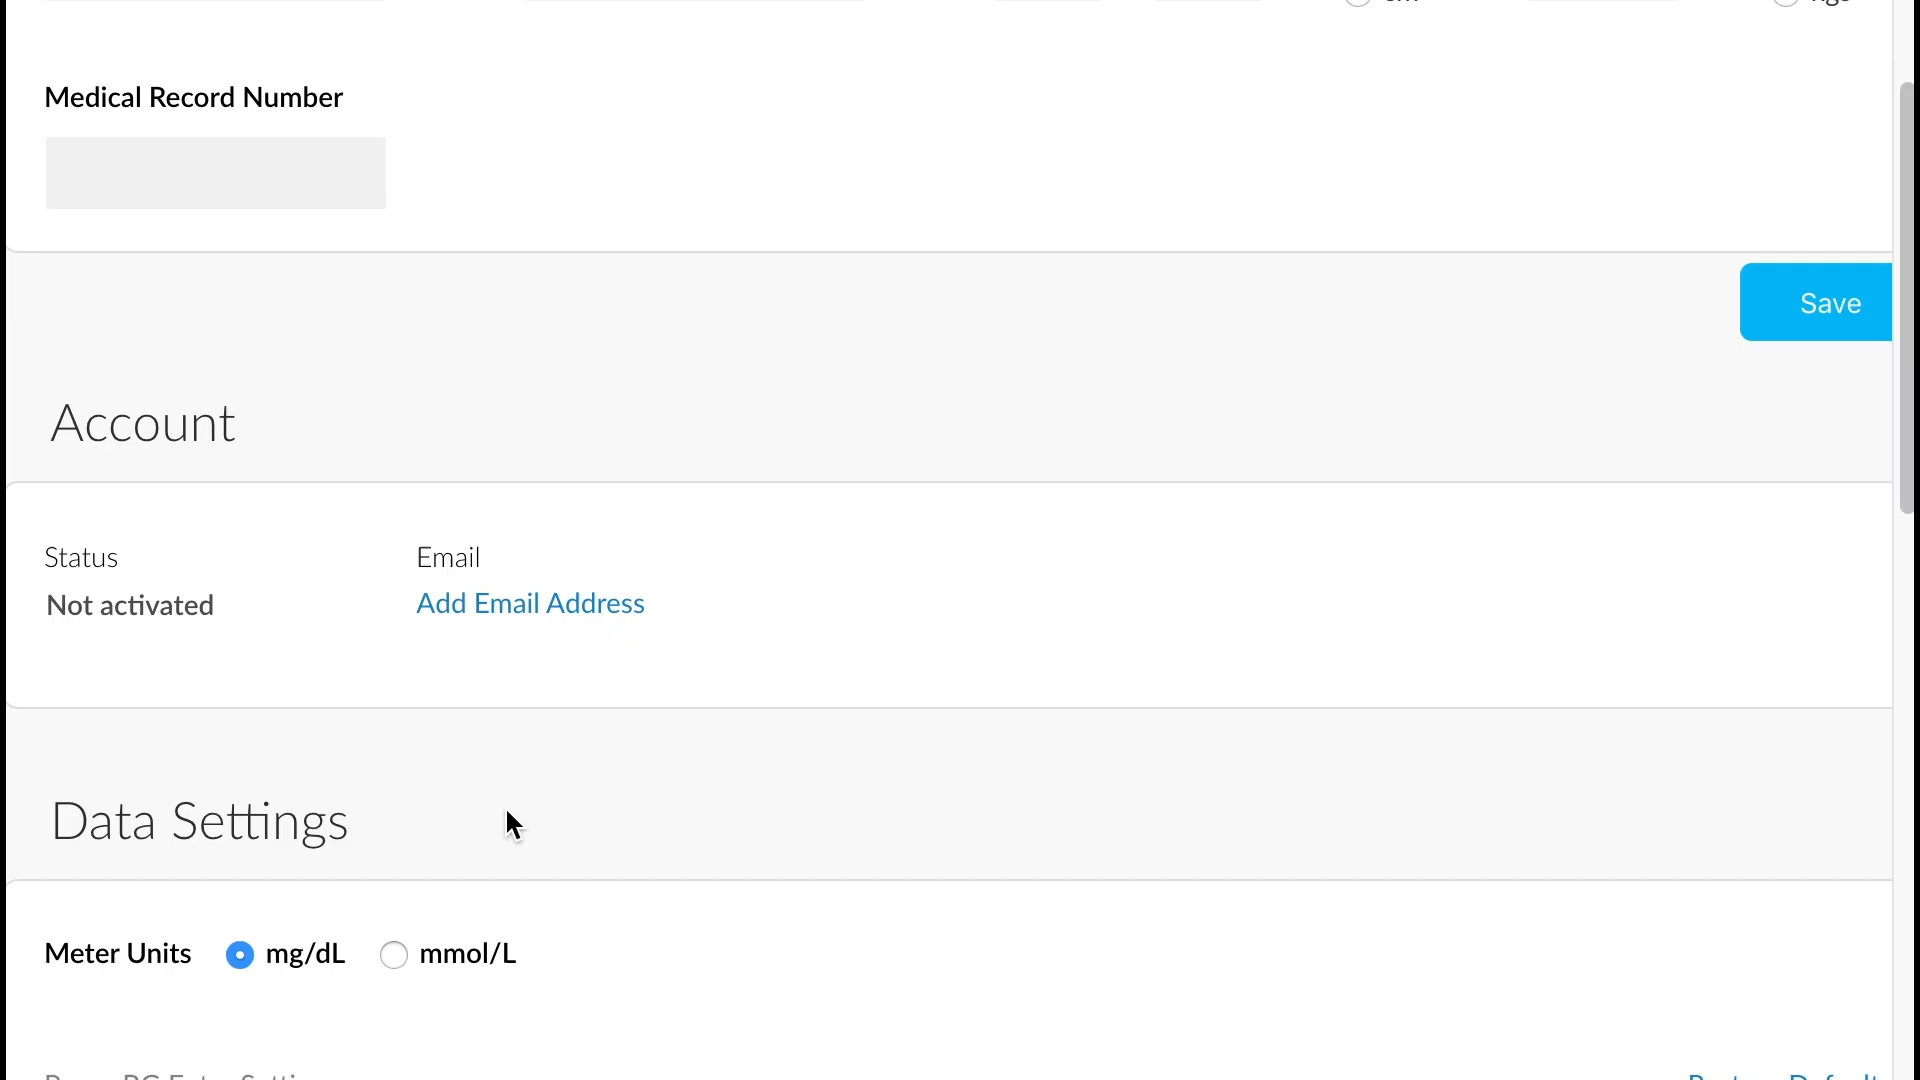 Medical Record Number
Save
Account
Status Email
Not activated Add Email Address
Data Settings
Meter Units mg/dL mmol/L